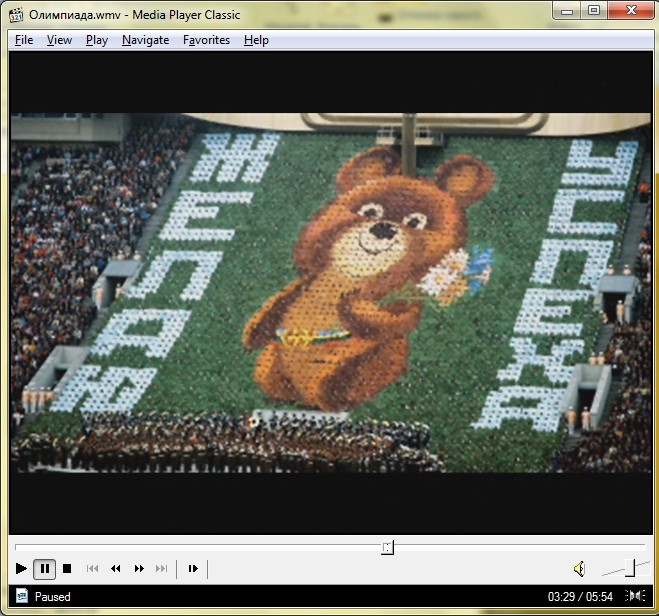 Олимпиада.wmv - Media Player Classic
File View Play Navigate Favorites Help
ЖЕЛАЮ
УСПЕХА
Paused
03:29 / 05:54